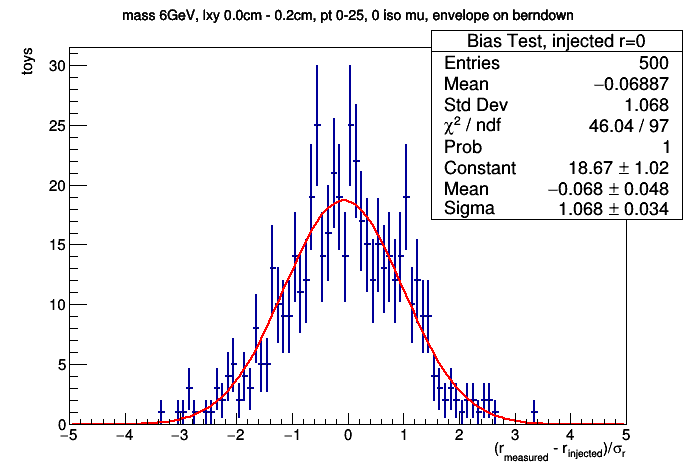 mass 6GeV, lxy 0.0cm - 0.2cm, pt 0-25, 0 iso mu, envelope on berndown
Bias Test, injected r=0
Entries 500
Mean −0.06887
Std Dev 1.068
χ² / ndf 46.04 / 97
Prob 1
Constant 18.67 ± 1.02
Mean −0.068 ± 0.048
Sigma 1.068 ± 0.034
toys
30
25
20
15
10
5
0
−5 −4 −3 −2 −1 0 1 2 3 4 5
(r_measured - r_injected)/σ_r